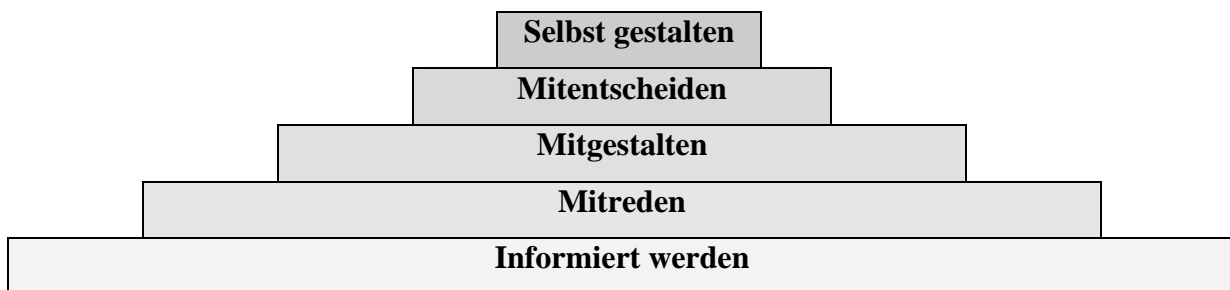 Selbst gestalten
Mitentscheiden
Mitgestalten
Mitreden
Informiert werden